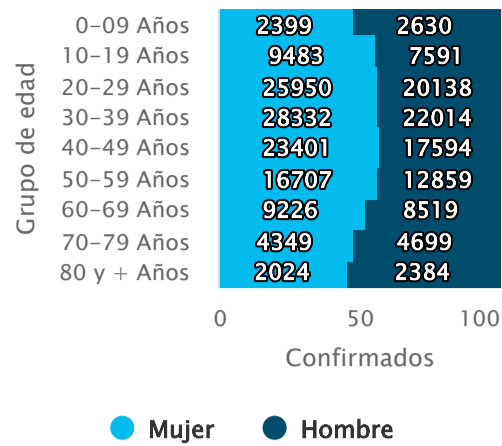 Grupo de edad
0-09 Años 2399 2630
10-19 Años 9483 7591
20-29 Años 25950 20138
30-39 Años 28332 22014
40-49 Años 23401 17594
50-59 Años 16707 12859
60-69 Años 9226 8519
70-79 Años 4349 4699
80 y + Años 2024 2384
0 50 100
Confirmados
Mujer Hombre